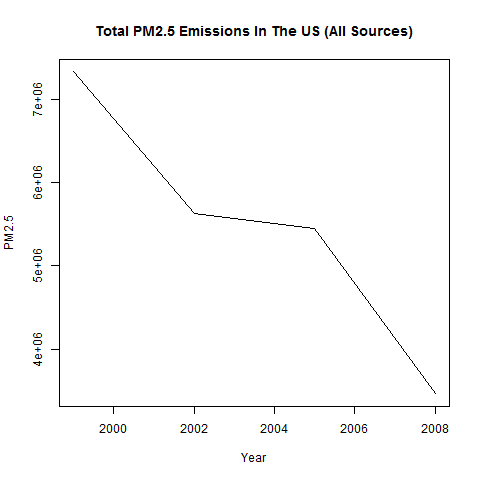 Total PM2.5 Emissions In The US (All Sources)
7e+06
6e+06
5e+06
4e+06
PM2.5
2000 2002 2004 2006 2008
Year